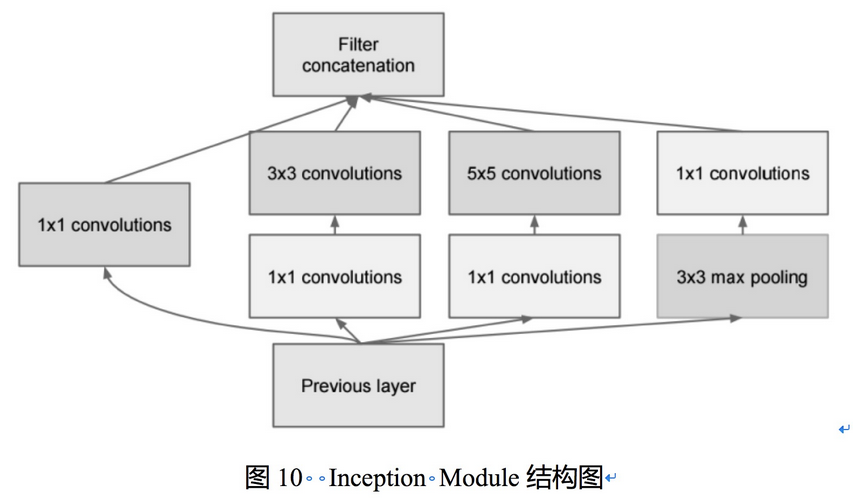 Filter
concatenation
3x3 convolutions
5x5 convolutions
1x1 convolutions
1x1 convolutions
1x1 convolutions
1x1 convolutions
3x3 max pooling
Previous layer
图 10 Inception Module 结构图